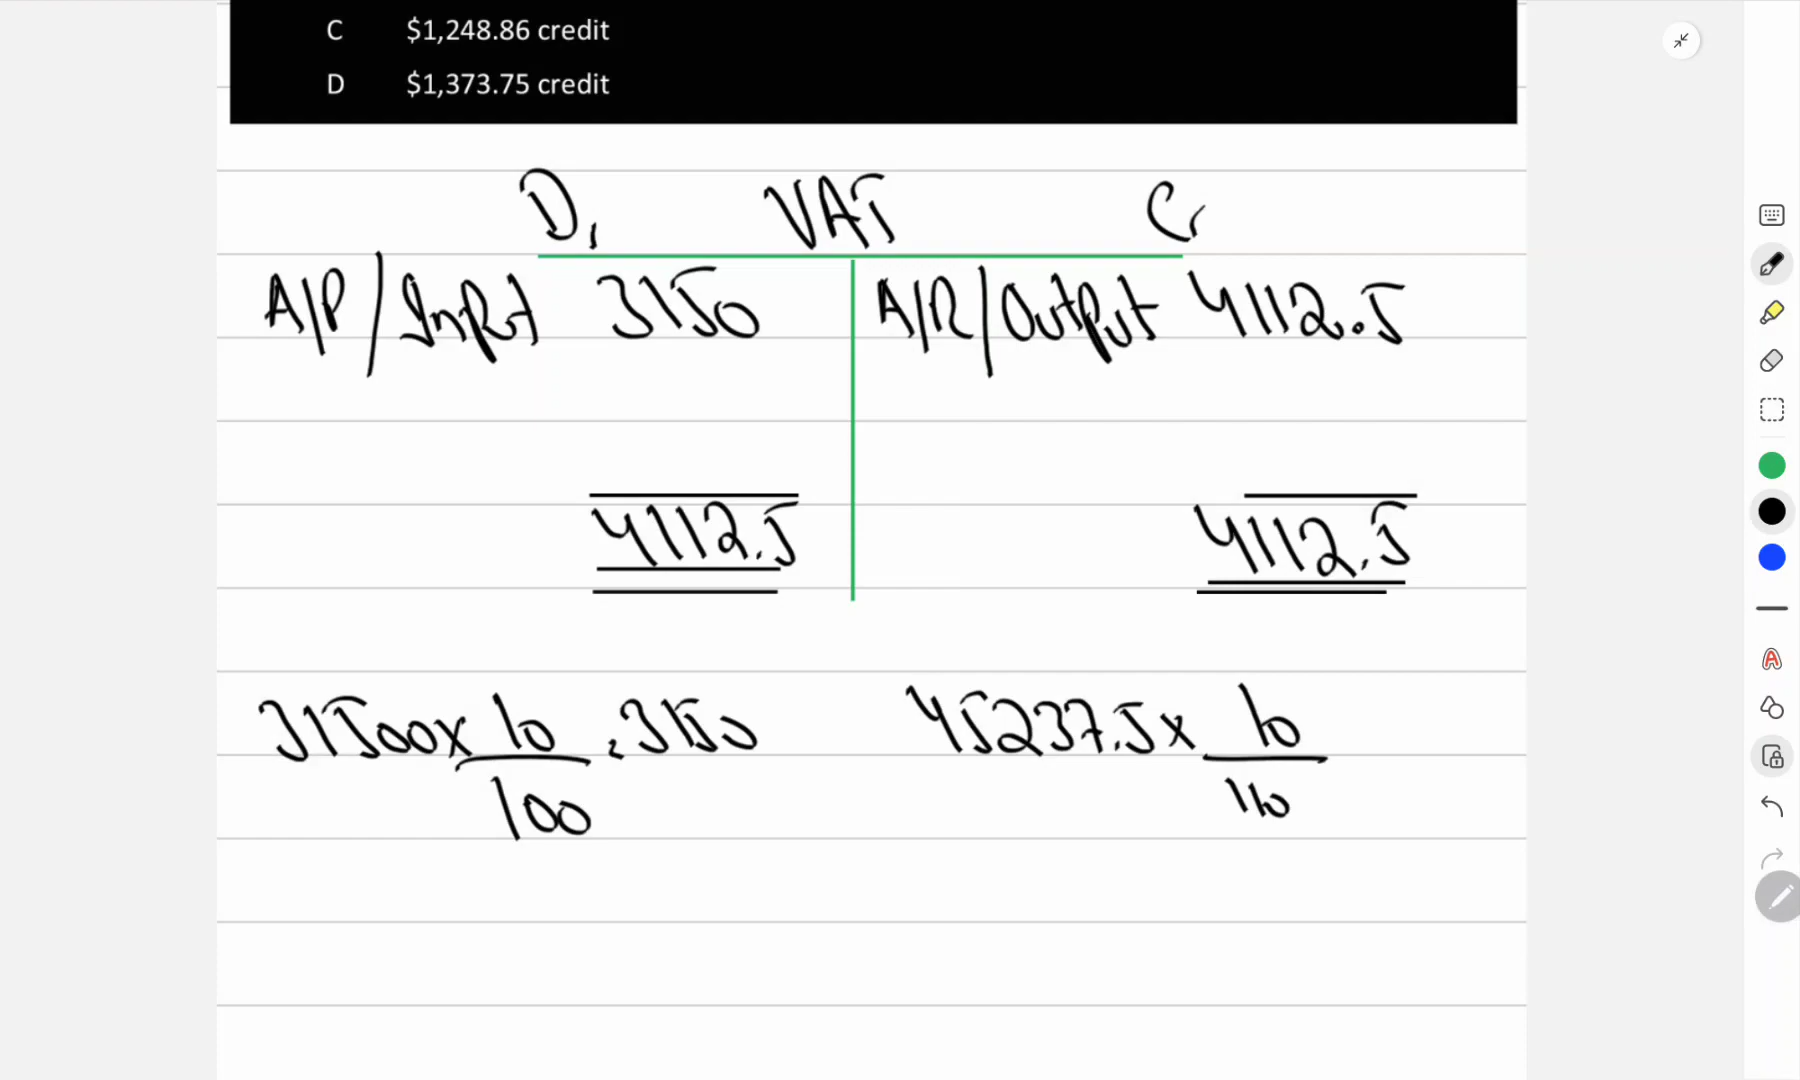 C $1,248.86 credit
D $1,373.75 credit
Dr VAT Cr
A/P/Input 3150 A/R/Output 4112.5
4112.5 4112.5
31500 x 10/100 = 3150 45237.5 x 10/110
A